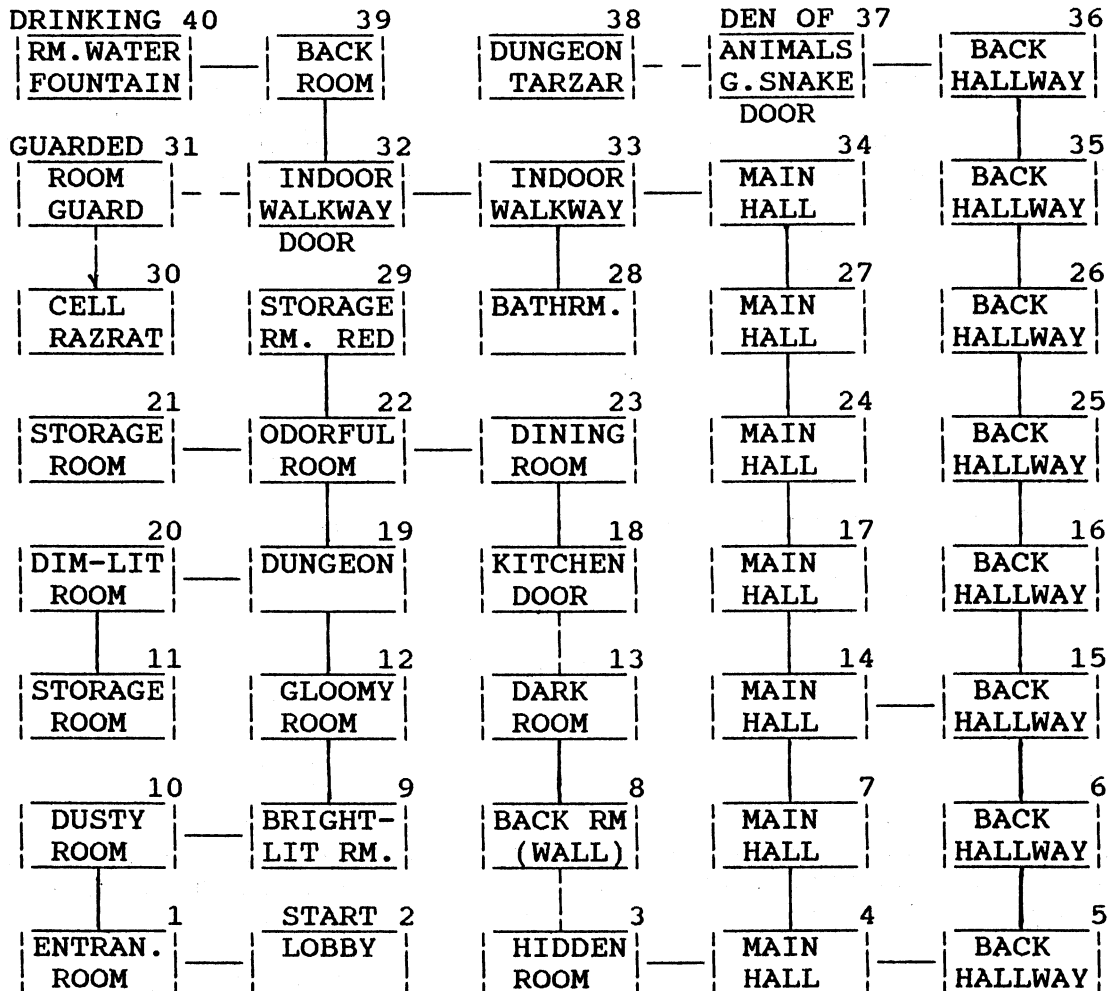 DRINKING 40 39 38 DEN OF 37 36
RM.WATER BACK DUNGEON ANIMALS BACK
FOUNTAIN ROOM TARZAR G.SNAKE HALLWAY
DOOR
GUARDED 31 32 33 34 35
ROOM INDOOR INDOOR MAIN BACK
GUARD WALKWAY WALKWAY HALL HALLWAY
DOOR
30 29 28 27 26
CELL STORAGE BATHRM. MAIN BACK
RAZRAT RM. RED HALL HALLWAY
21 22 23 24 25
STORAGE ODORFUL DINING MAIN BACK
ROOM ROOM ROOM HALL HALLWAY
20 19 18 17 16
DIM-LIT DUNGEON KITCHEN MAIN BACK
ROOM DOOR HALL HALLWAY
11 12 13 14 15
STORAGE GLOOMY DARK MAIN BACK
ROOM ROOM ROOM HALL HALLWAY
10 9 8 7 6
DUSTY BRIGHT- BACK RM MAIN BACK
ROOM LIT RM. (WALL) HALL HALLWAY
1 START 2 3 4 5
ENTRAN. LOBBY HIDDEN MAIN BACK
ROOM ROOM HALL HALLWAY